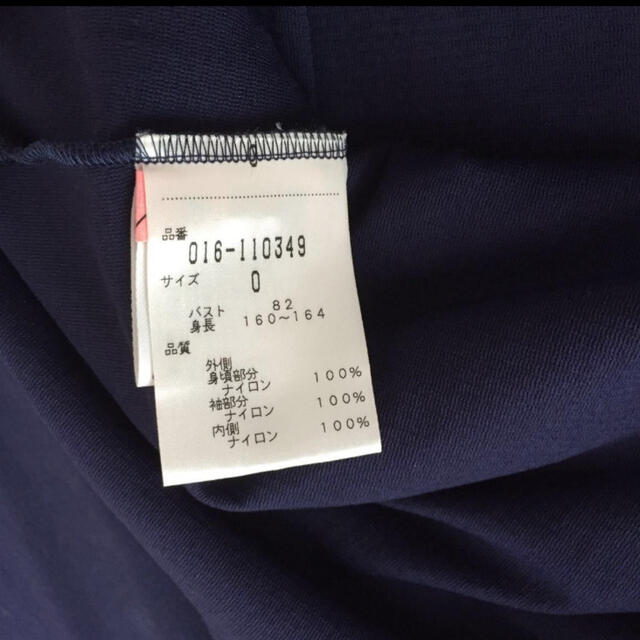 品番
016-110349
サイズ 0
バスト 82
身長 160～164
品質
外側
身頃部分
ナイロン 100%
袖部分
ナイロン 100%
内側
ナイロン 100%